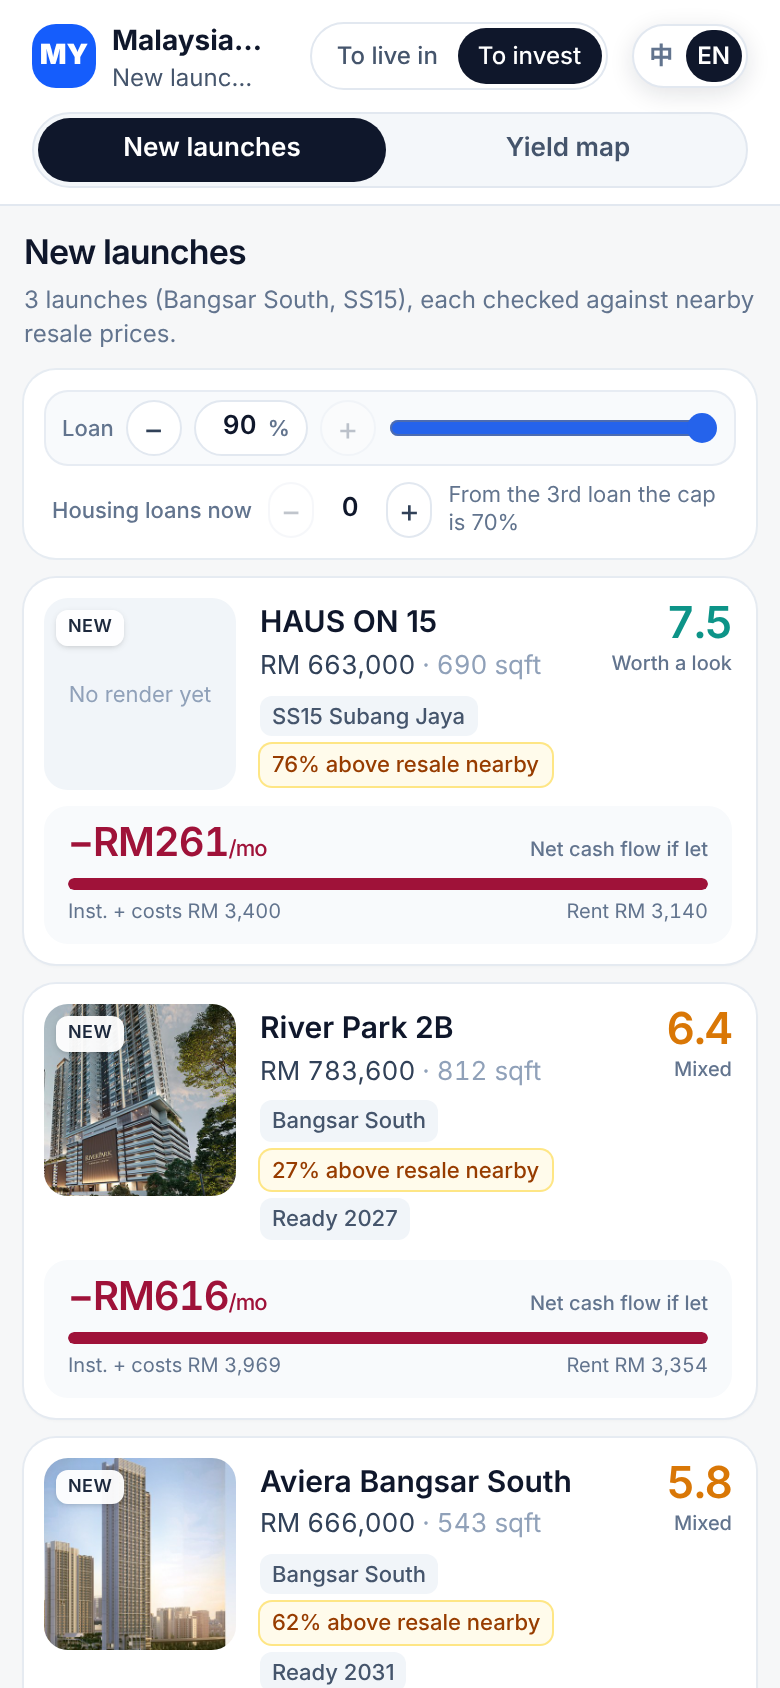 MY
Malaysia...
New launc...
To live in
To invest
中
EN
New launches
Yield map
New launches
3 launches (Bangsar South, SS15), each checked against nearby
resale prices.
Loan
−
90 %
+
Housing loans now
−
0
+
From the 3rd loan the cap
is 70%
NEW
No render yet
HAUS ON 15
7.5
RM 663,000 · 690 sqft
Worth a look
SS15 Subang Jaya
76% above resale nearby
−RM261/mo
Net cash flow if let
Inst. + costs RM 3,400
Rent RM 3,140
NEW
RIVERPARK
River Park 2B
6.4
RM 783,600 · 812 sqft
Mixed
Bangsar South
27% above resale nearby
Ready 2027
−RM616/mo
Net cash flow if let
Inst. + costs RM 3,969
Rent RM 3,354
NEW
Aviera Bangsar South
5.8
RM 666,000 · 543 sqft
Mixed
Bangsar South
62% above resale nearby
Ready 2031